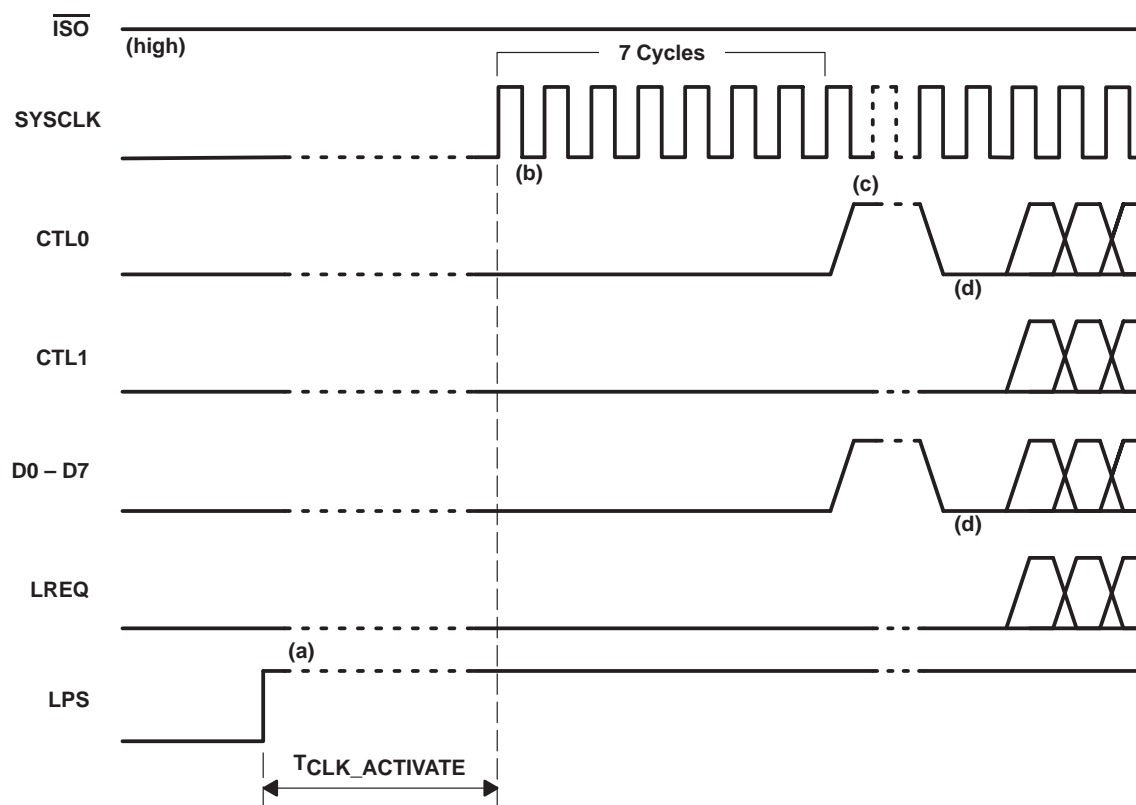 ISO
(high)
7 Cycles
SYSCLK
(b)
(c)
CTL0
(d)
CTL1
D0 – D7
(d)
LREQ
(a)
LPS
TCLK_ACTIVATE